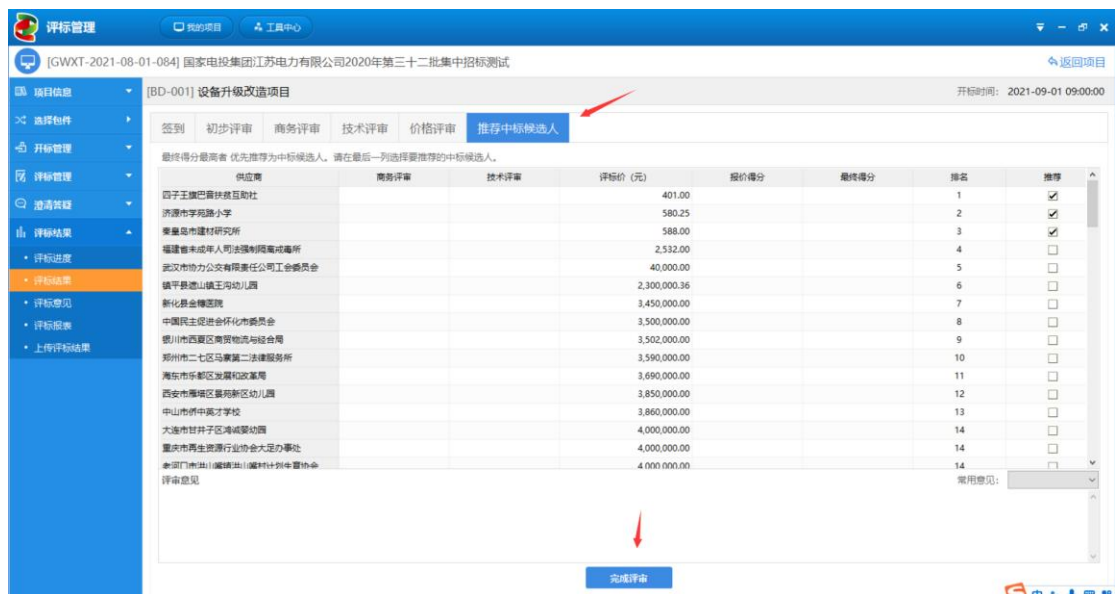 评标管理
我的项目 工具中心
[GWXT-2021-08-01-084] 国家电投集团江苏电力有限公司2020年第三十二批集中招标测试 返回项目
项目信息
选择包件
开标管理
评标管理
澄清答疑
评标结果
• 评标进度
• 评标结果
• 评标意见
• 评标报表
• 上传评标结果
[BD-001] 设备升级改造项目 开标时间: 2021-09-01 09:00:00
签到 初步评审 商务评审 技术评审 价格评审 推荐中标候选人
最终得分最高者 优先推荐为中标候选人。请在最后一列选择要推荐的中标候选人。
供应商 商务评审 技术评审 评标价 (元) 报价得分 最终得分 排名 推荐
四子王旗巴音扶贫互助社 401.00 1
济源市学苑路小学 580.25 2
秦皇岛市建材研究所 588.00 3
福建省未成年人司法强制隔离戒毒所 2,532.00 4
武汉市协力公交有限责任公司工会委员会 40,000.00 5
镇平县遮山镇王沟幼儿园 2,300,000.36 6
新化县金樽医院 3,450,000.00 7
中国民主促进会怀化市委员会 3,500,000.00 8
银川市西夏区商贸物流与经合局 3,502,000.00 9
郑州市二七区马寨第二法律服务所 3,590,000.00 10
海东市乐都区发展和改革局 3,690,000.00 11
西安市雁塔区景苑新区幼儿园 3,850,000.00 12
中山市侨中英才学校 3,860,000.00 13
大连市甘井子区鸿诚婴幼园 4,000,000.00 14
重庆市再生资源行业协会大足办事处 4,000,000.00 14
老河口市洪山嘴镇洪山嘴村计划生育协会 4,000,000.00 14
评审意见 常用意见:
完成评审